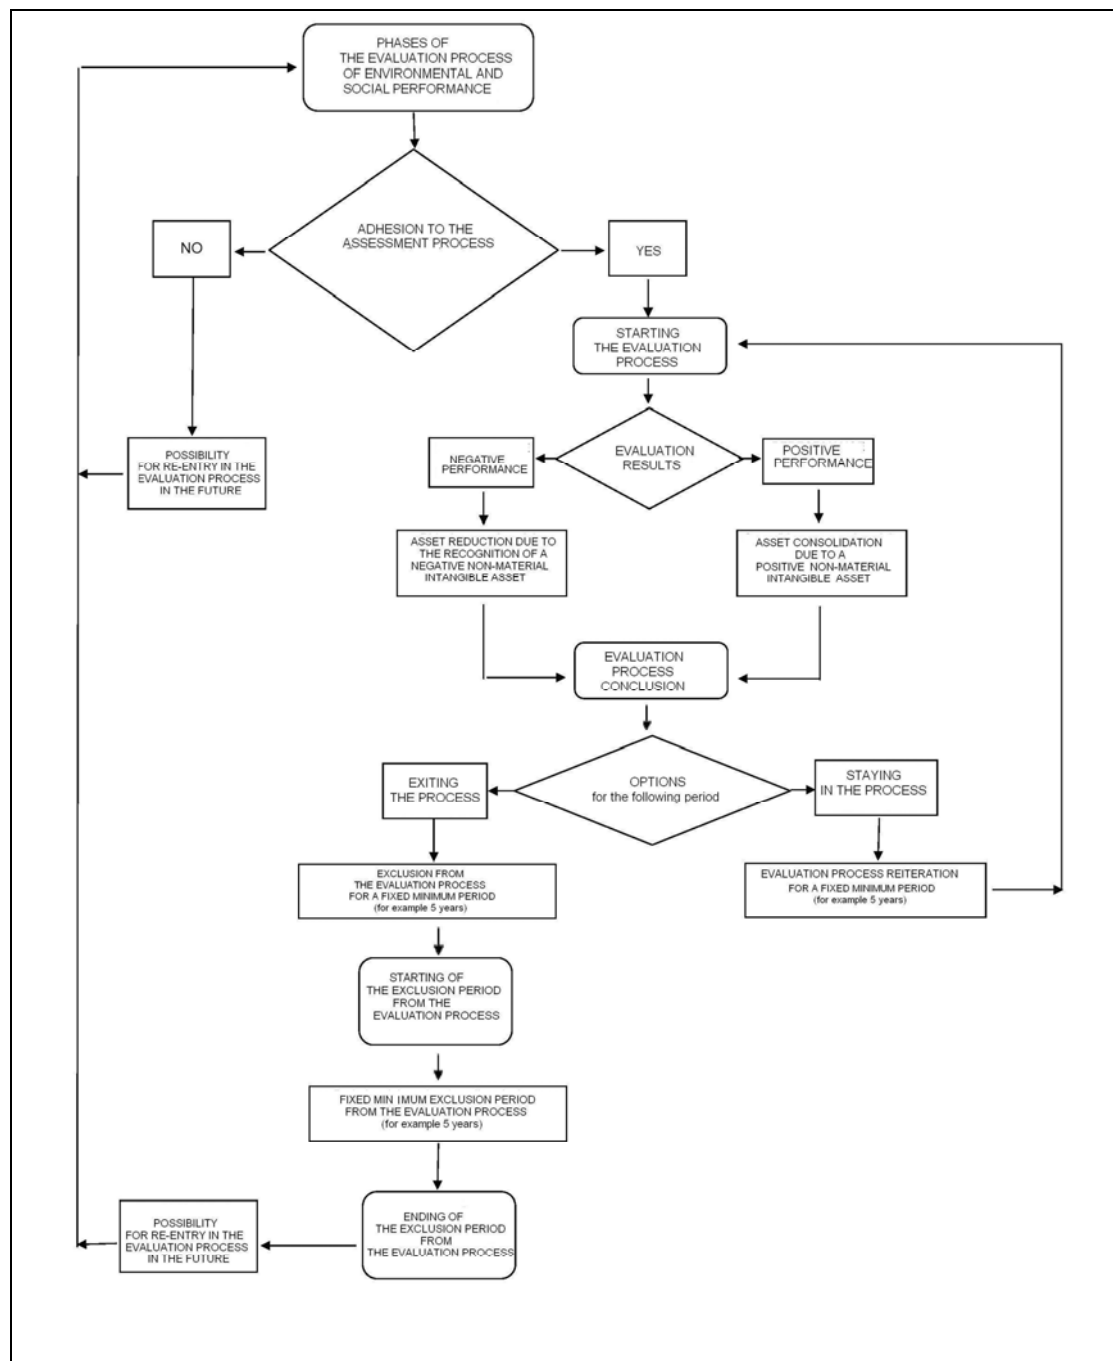 PHASES OF
THE EVALUATION PROCESS
OF ENVIRONMENTAL AND
SOCIAL PERFORMANCE
ADHESION TO THE
ASSESSMENT PROCESS
NO
YES
STARTING
THE EVALUATION
PROCESS
POSSIBILITY
FOR RE-ENTRY IN THE
EVALUATION PROCESS
IN THE FUTURE
NEGATIVE
PERFORMANCE
EVALUATION
RESULTS
POSITIVE
PERFORMANCE
ASSET REDUCTION DUE TO
THE RECOGNITION OF A
NEGATIVE NON-MATERIAL
INTANGIBLE ASSET
ASSET CONSOLIDATION
DUE TO A
POSITIVE NON-MATERIAL
INTANGIBLE ASSET
EVALUATION
PROCESS
CONCLUSION
EXITING
THE PROCESS
OPTIONS
for the following period
STAYING
IN THE PROCESS
EXCLUSION FROM
THE EVALUATION PROCESS
FOR A FIXED MINIMUM PERIOD
(for example 5 years)
EVALUATION PROCESS REITERATION
FOR A FIXED MINIMUM PERIOD
(for example 5 years)
STARTING OF
THE EXCLUSION PERIOD
FROM THE
EVALUATION PROCESS
FIXED MINIMUM EXCLUSION PERIOD
FROM THE EVALUATION PROCESS
(for example 5 years)
POSSIBILITY
FOR RE-ENTRY IN THE
EVALUATION PROCESS
IN THE FUTURE
ENDING OF
THE EXCLUSION PERIOD
FROM
THE EVALUATION PROCESS